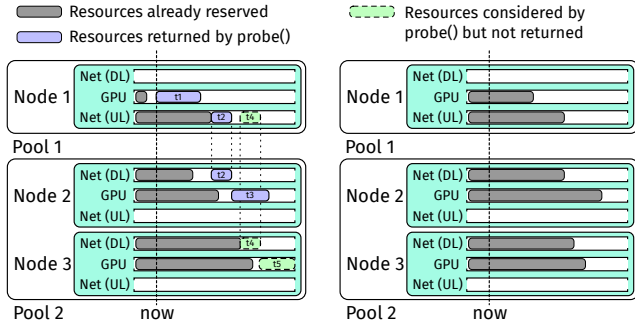 Resources already reserved
Resources returned by probe()
Resources considered by
probe() but not returned
Node 1
Net (DL)
GPU
t1
Net (UL)
t2
t4
Pool 1
Node 2
Net (DL)
t2
GPU
t3
Net (UL)
Node 3
Net (DL)
t4
GPU
t5
Net (UL)
Pool 2
now
Node 1
Net (DL)
GPU
Net (UL)
Pool 1
Node 2
Net (DL)
GPU
Net (UL)
Node 3
Net (DL)
GPU
Net (UL)
Pool 2
now